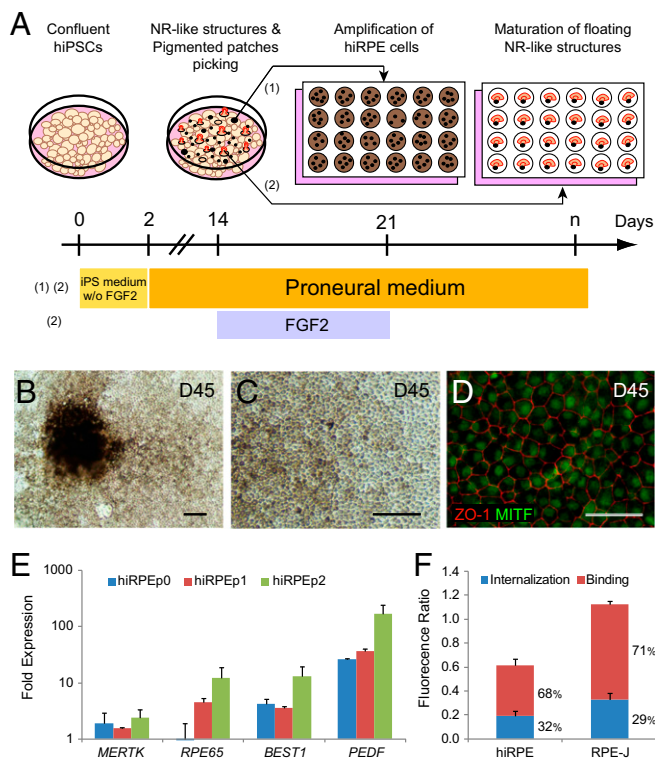 A
Confluent
hiPSCs
NR-like structures &
Pigmented patches
picking
Amplification of
hiRPE cells
Maturation of floating
NR-like structures
(1)
(2)
0
2
14
21
n
Days
(1) (2)
iPS medium
w/o FGF2
Proneural medium
(2)
FGF2
B
D45
C
D45
D
D45
ZO-1 MITF
E
hiRPEp0
hiRPEp1
hiRPEp2
Fold Expression
1000
100
10
1
MERTK
RPE65
BEST1
PEDF
F
Internalization
Binding
Fluorecence Ratio
1.4
1.2
1.0
0.8
0.6
0.4
0.2
0.0
68%
32%
71%
29%
hiRPE
RPE-J